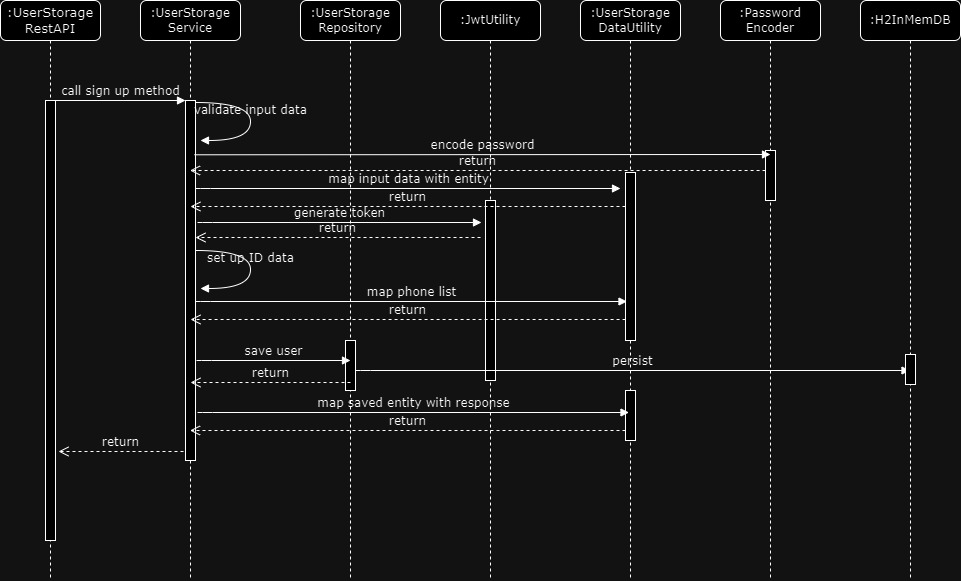 :UserStorage
RestAPI
:UserStorage
Service
:UserStorage
Repository
:JwtUtility
:UserStorage
DataUtility
:Password
Encoder
:H2InMemDB
call sign up method
validate input data
encode password
return
map input data with entity
return
generate token
return
set up ID data
map phone list
return
save user
persist
return
map saved entity with response
return
return